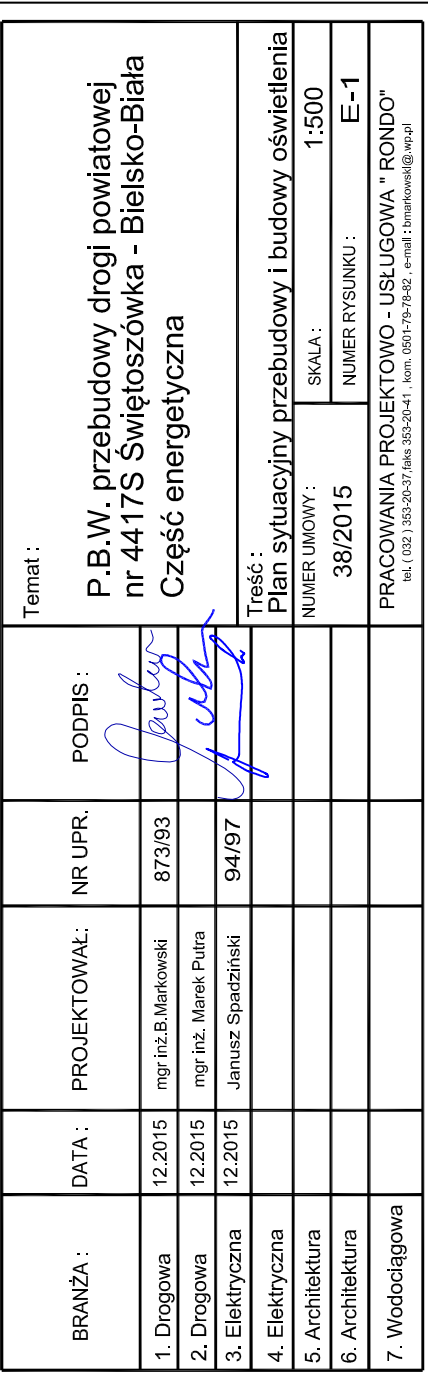 BRANŻA : DATA : PROJEKTOWAŁ: NR UPR. PODPIS :
1. Drogowa 12.2015 mgr inż.B.Markowski 873/93
2. Drogowa 12.2015 mgr inż. Marek Putra
3. Elektryczna 12.2015 Janusz Spadziński 94/97
4. Elektryczna
5. Architektura
6. Architektura
7. Wodociągowa
Temat :
P.B.W. przebudowy drogi powiatowej
nr 4417S Świętoszówka - Bielsko-Biała
Część energetyczna
Treść :
Plan sytuacyjny przebudowy i budowy oświetlenia
NUMER UMOWY :
38/2015
SKALA : 1:500
NUMER RYSUNKU : E-1
PRACOWANIA PROJEKTOWO - USŁUGOWA " RONDO"
tel. ( 032 ) 353-20-37,faks 353-20-41 , kom. 0501-79-78-82 , e-mail : bmarkowski@.wp.pl